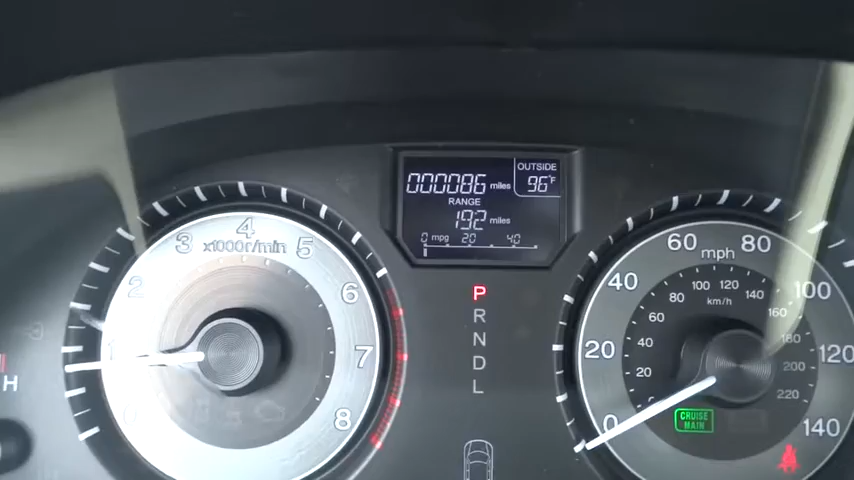 000086 miles
OUTSIDE
96°F
RANGE
192 miles
0 mpg 20 40
x1000r/min
1
2
3
4
5
6
7
8
P
R
N
D
L
mph
0
20
40
60
80
100
120
140
km/h
20
40
60
80
100
120
140
160
180
200
220
CRUISE
MAIN
H